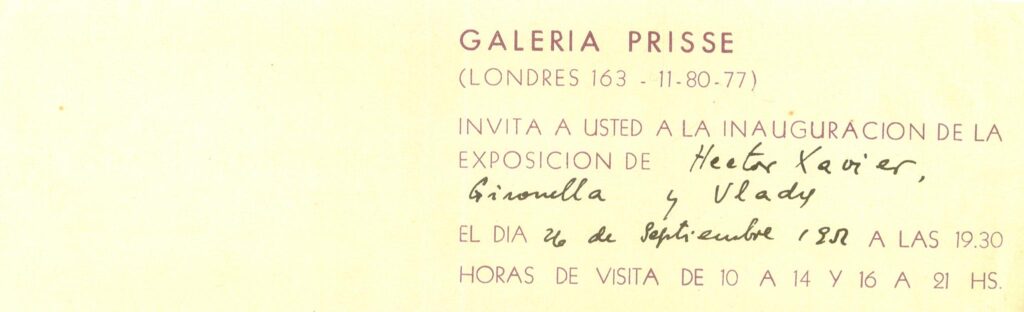 GALERIA PRISSE
(LONDRES 163 - 11-80-77)
INVITA A USTED A LA INAUGURACION DE LA
EXPOSICION DE Hector Xavier,
Gironella y Vlady
EL DIA 26 de Septiembre 1952 A LAS 19.30
HORAS DE VISITA DE 10 A 14 Y 16 A 21 HS.